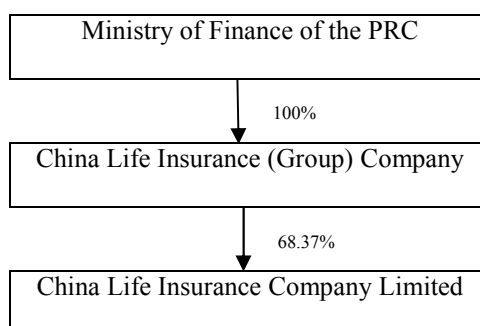 Ministry of Finance of the PRC
100%
China Life Insurance (Group) Company
68.37%
China Life Insurance Company Limited